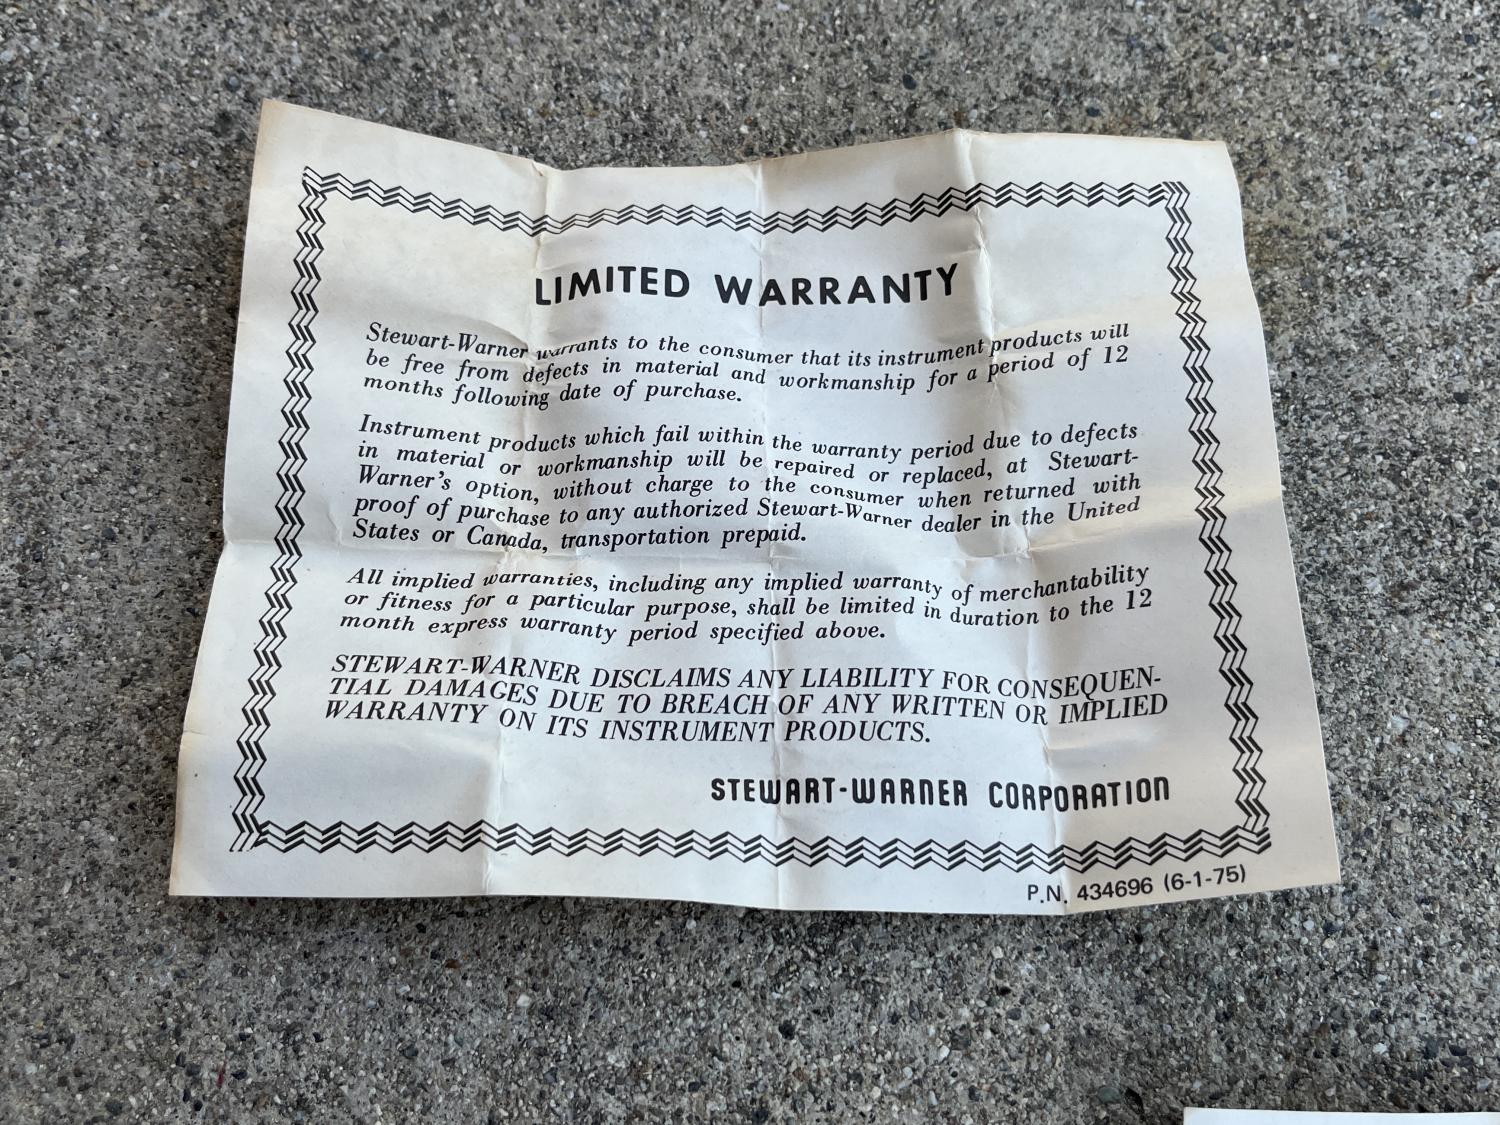 LIMITED WARRANTY
Stewart-Warner warrants to the consumer that its instrument products will
be free from defects in material and workmanship for a period of 12
months following date of purchase.
Instrument products which fail within the warranty period due to defects
in material or workmanship will be repaired or replaced, at Stewart-
Warner's option, without charge to the consumer when returned with
proof of purchase to any authorized Stewart-Warner dealer in the United
States or Canada, transportation prepaid.
All implied warranties, including any implied warranty of merchantability
or fitness for a particular purpose, shall be limited in duration to the 12
month express warranty period specified above.
STEWART-WARNER DISCLAIMS ANY LIABILITY FOR CONSEQUEN-
TIAL DAMAGES DUE TO BREACH OF ANY WRITTEN OR IMPLIED
WARRANTY ON ITS INSTRUMENT PRODUCTS.
STEWART-WARNER CORPORATION
P.N. 434696 (6-1-75)